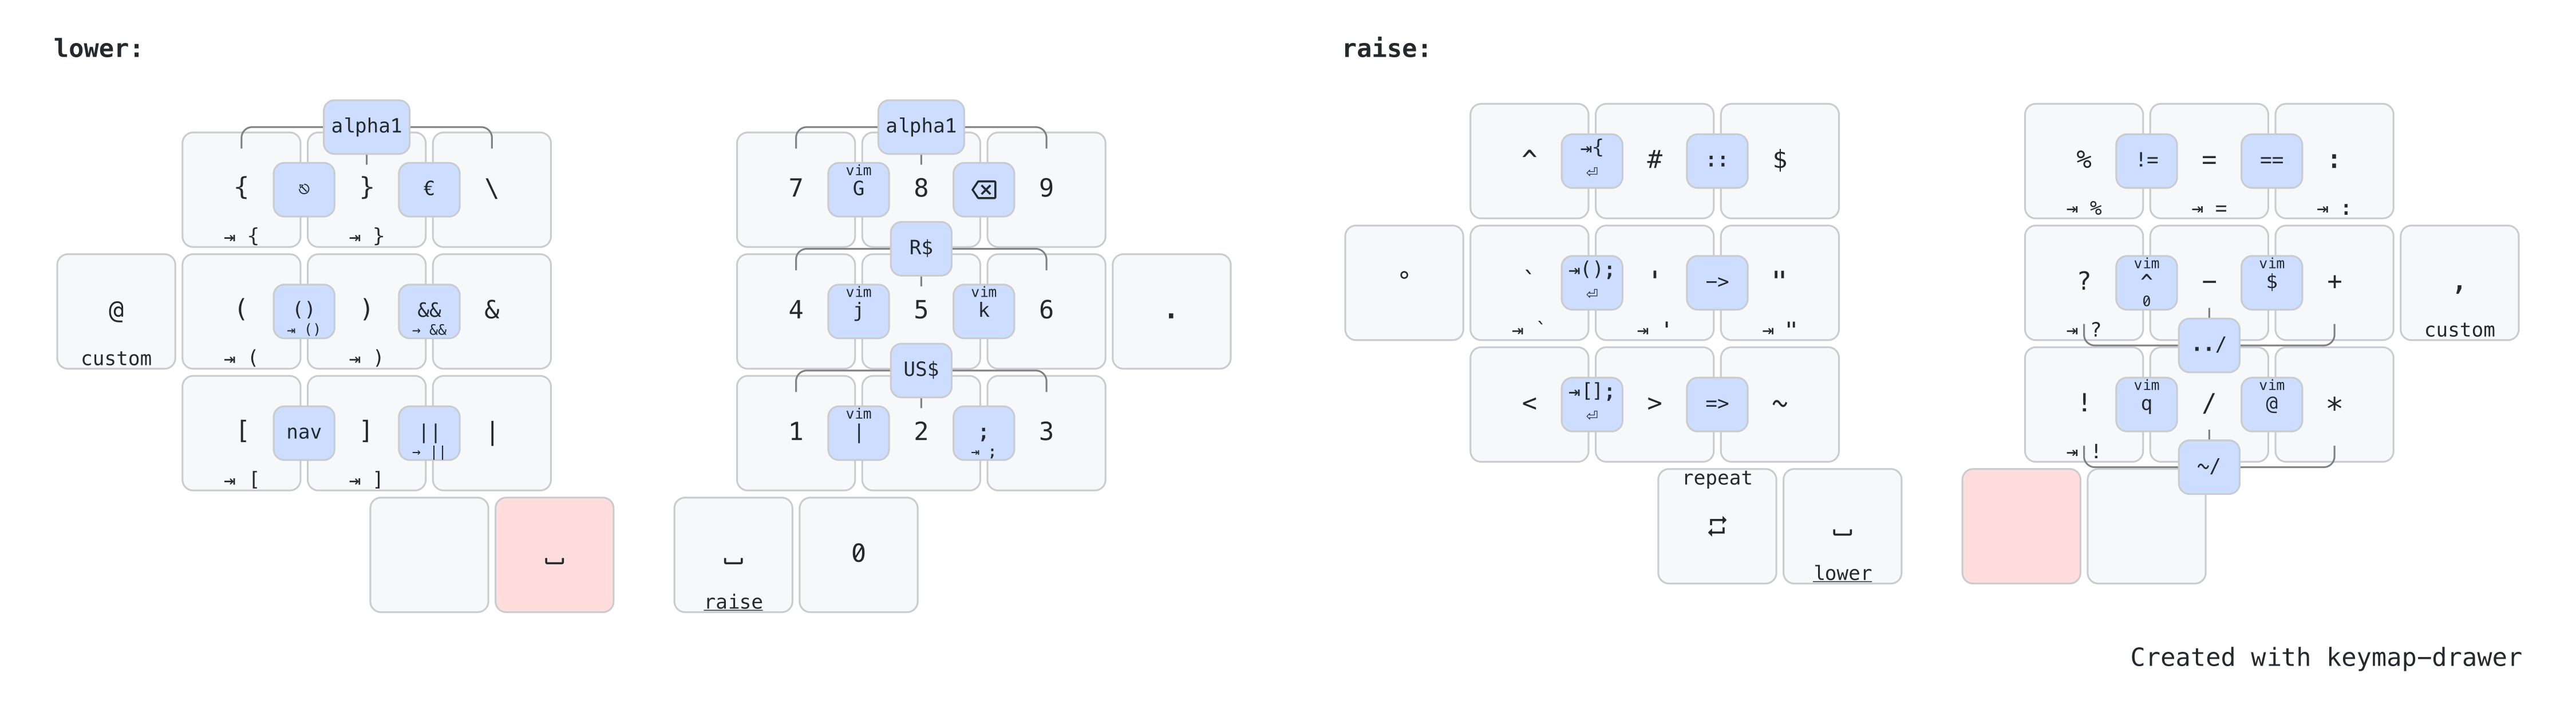 lower:
alpha1 alpha1
{ ⎋ } € \ 7 vim G 8 ⌫ 9
⇥ { ⇥ }
R$
@ ( () ) && & 4 vim j 5 vim k 6 .
custom ⇥ ( ⇥ () ⇥ ) → &&
US$
[ nav ] || | 1 vim | 2 ; 3
⇥ [ ⇥ ] → || ⇥ ;
␣ ␣ 0
raise
raise:
^ ⇥{ ⏎ # :: $ % != = == :
⇥ % ⇥ = ⇥ :
° ` ⇥(); ⏎ ' -> " ? vim ^ 0 − vim $ + ,
⇥ ` ⇥ ' ⇥ " ⇥ ? ../ custom
< ⇥[]; ⏎ > => ~ ! vim q / vim @ *
⇥ ! ~/
repeat
🔁 ␣
lower
Created with keymap−drawer